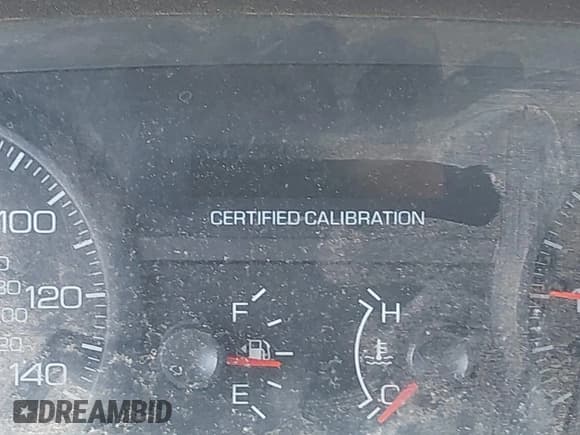 CERTIFIED CALIBRATION
100
120
140
F
E
H
C
DREAMBID